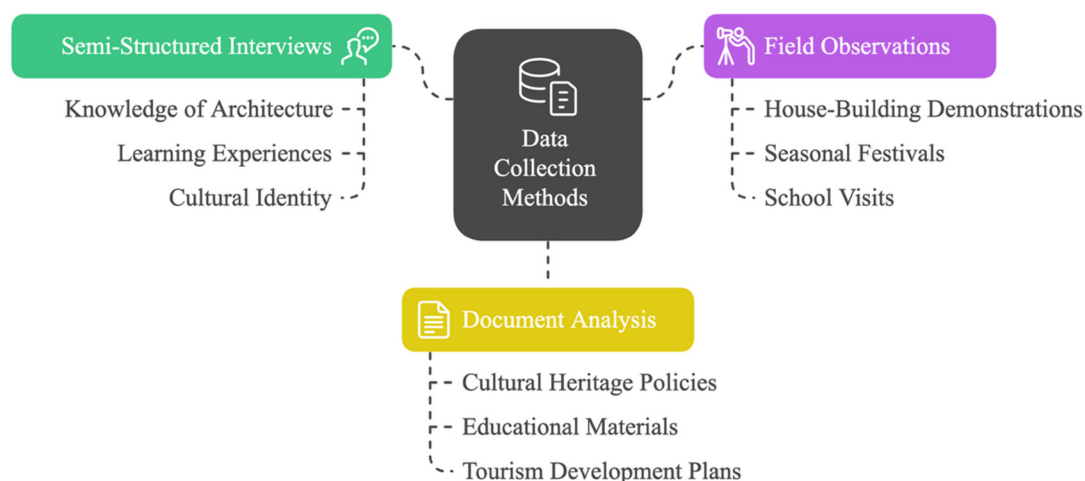 Semi-Structured Interviews
Knowledge of Architecture
Learning Experiences
Cultural Identity
Data
Collection
Methods
Field Observations
House-Building Demonstrations
Seasonal Festivals
School Visits
Document Analysis
Cultural Heritage Policies
Educational Materials
Tourism Development Plans